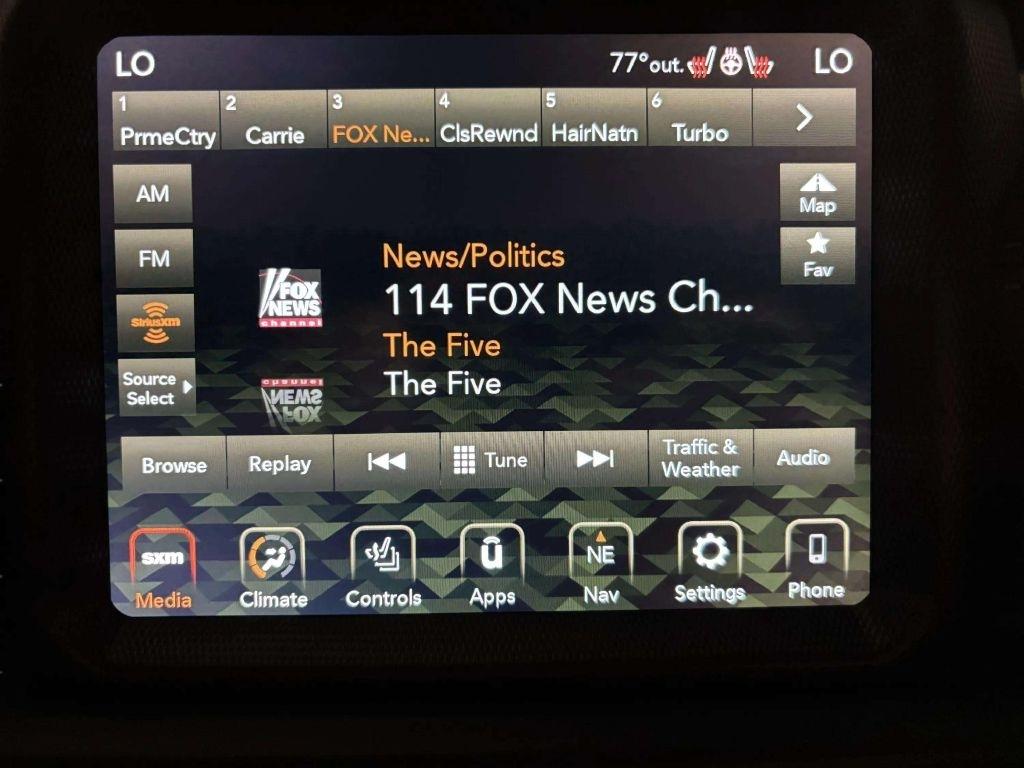 LO
77°out.
LO
1
PrmeCtry
2
Carrie
3
FOX Ne...
4
ClsRewnd
5
HairNatn
6
Turbo
AM
FM
SiriusXM
Source
Select
Map
Fav
FOX
NEWS
channel
News/Politics
114 FOX News Ch...
The Five
The Five
Browse
Replay
Tune
Traffic &
Weather
Audio
sxm
Media
Climate
Controls
u
Apps
NE
Nav
Settings
Phone